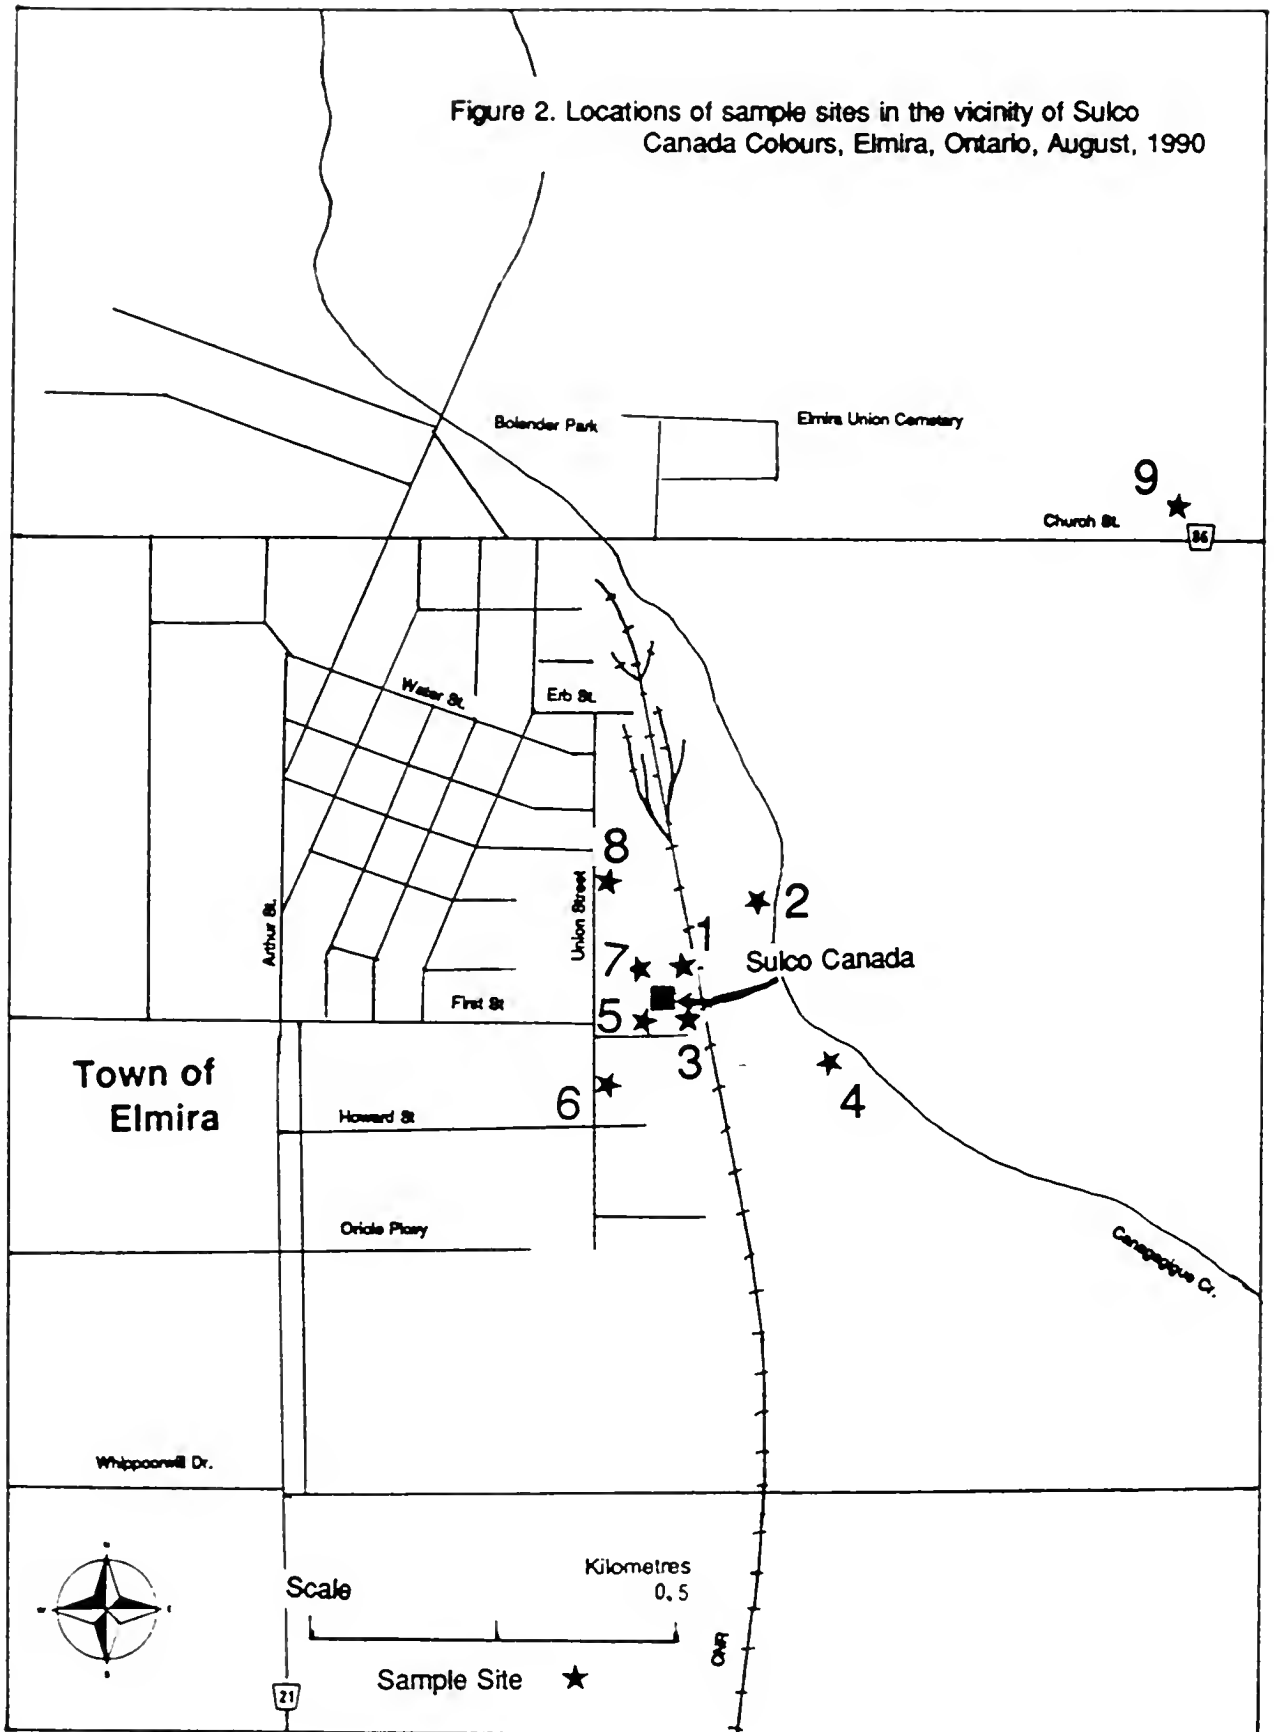 Figure 2. Locations of sample sites in the vicinity of Sulco
Canada Colours, Elmira, Ontario, August, 1990
Bolender Park
Elmira Union Cemetary
9
Church St.
86
Water St.
Erb St.
8
Union Street
2
1
Arthur St.
7
Sulco Canada
First St
5
3
Town of
Elmira
6
4
Howard St
Oriole Pkwy
Canagagigue Cr.
Whippoorwill Dr.
Kilometres
Scale
0.5
CNR
Sample Site
21